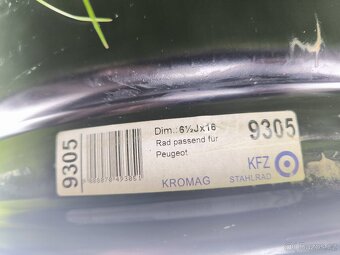 9305
Dim. 6½Jx16
Rad passend für
Peugeot
9305
KFZ
KROMAG
STAHLRAD